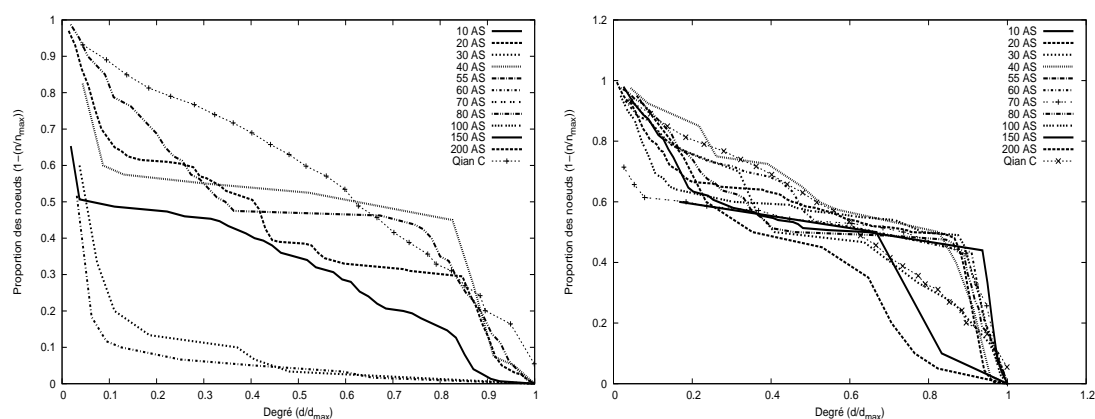 1
0.9
0.8
0.7
0.6
0.5
0.4
0.3
0.2
0.1
0
0 0.1 0.2 0.3 0.4 0.5 0.6 0.7 0.8 0.9 1
Proportion des noeuds (1-(n/nmax))
Degré (d/dmax)
10 AS
20 AS
30 AS
40 AS
55 AS
60 AS
70 AS
80 AS
100 AS
150 AS
200 AS
Qian C
1.2
1
0.8
0.6
0.4
0.2
0
0 0.2 0.4 0.6 0.8 1 1.2
Proportion des noeuds (1-(n/nmax))
Degré (d/dmax)
10 AS
20 AS
30 AS
40 AS
55 AS
60 AS
70 AS
80 AS
100 AS
150 AS
200 AS
Qian C